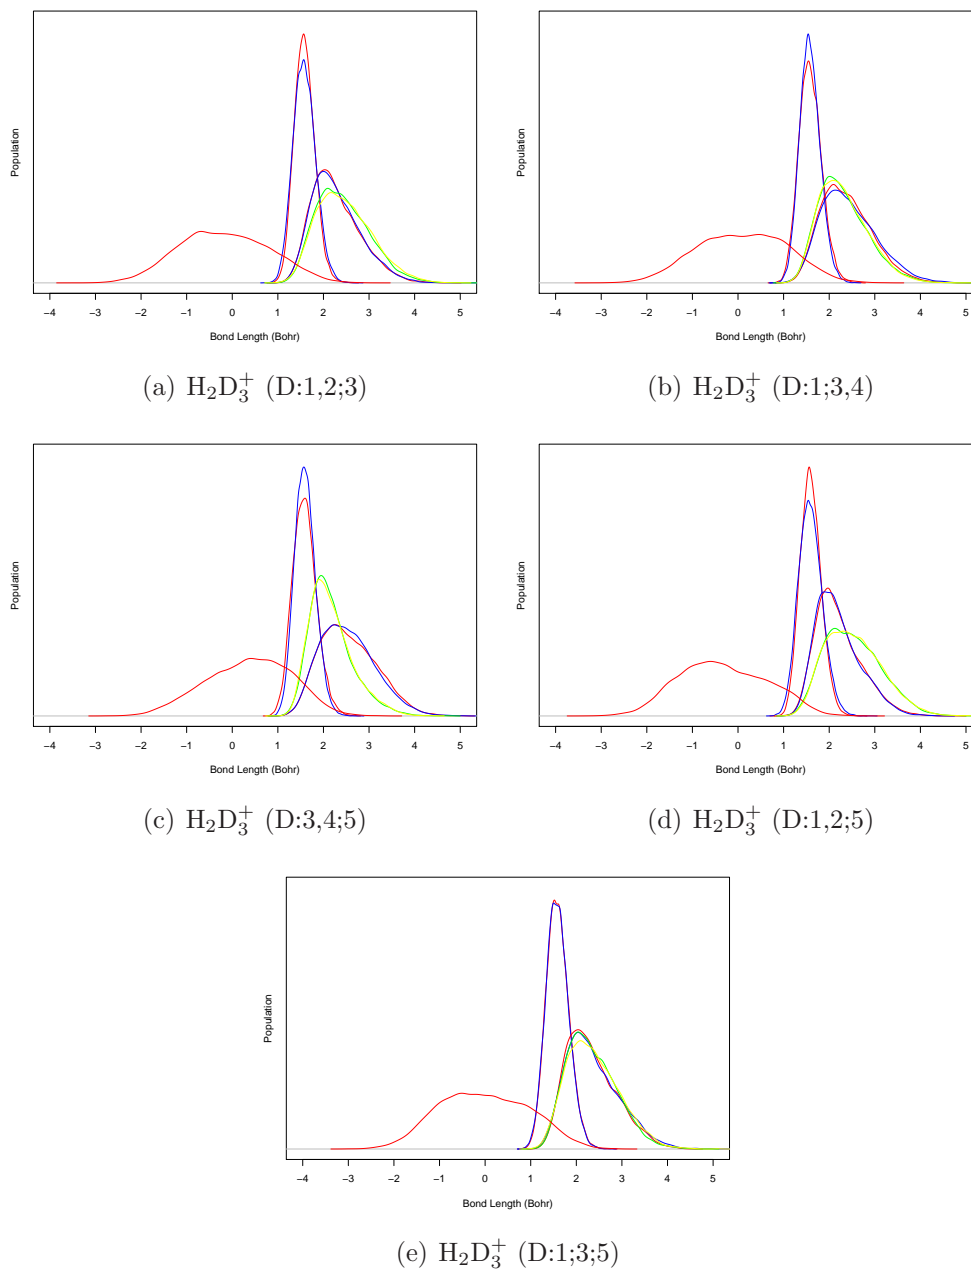 Population
−4 −3 −2 −1 0 1 2 3 4 5
Bond Length (Bohr)
(a) H₂D₃⁺ (D:1,2;3)
Population
−4 −3 −2 −1 0 1 2 3 4 5
Bond Length (Bohr)
(b) H₂D₃⁺ (D:1;3,4)
Population
−4 −3 −2 −1 0 1 2 3 4 5
Bond Length (Bohr)
(c) H₂D₃⁺ (D:3,4;5)
Population
−4 −3 −2 −1 0 1 2 3 4 5
Bond Length (Bohr)
(d) H₂D₃⁺ (D:1,2;5)
Population
−4 −3 −2 −1 0 1 2 3 4 5
Bond Length (Bohr)
(e) H₂D₃⁺ (D:1;3;5)